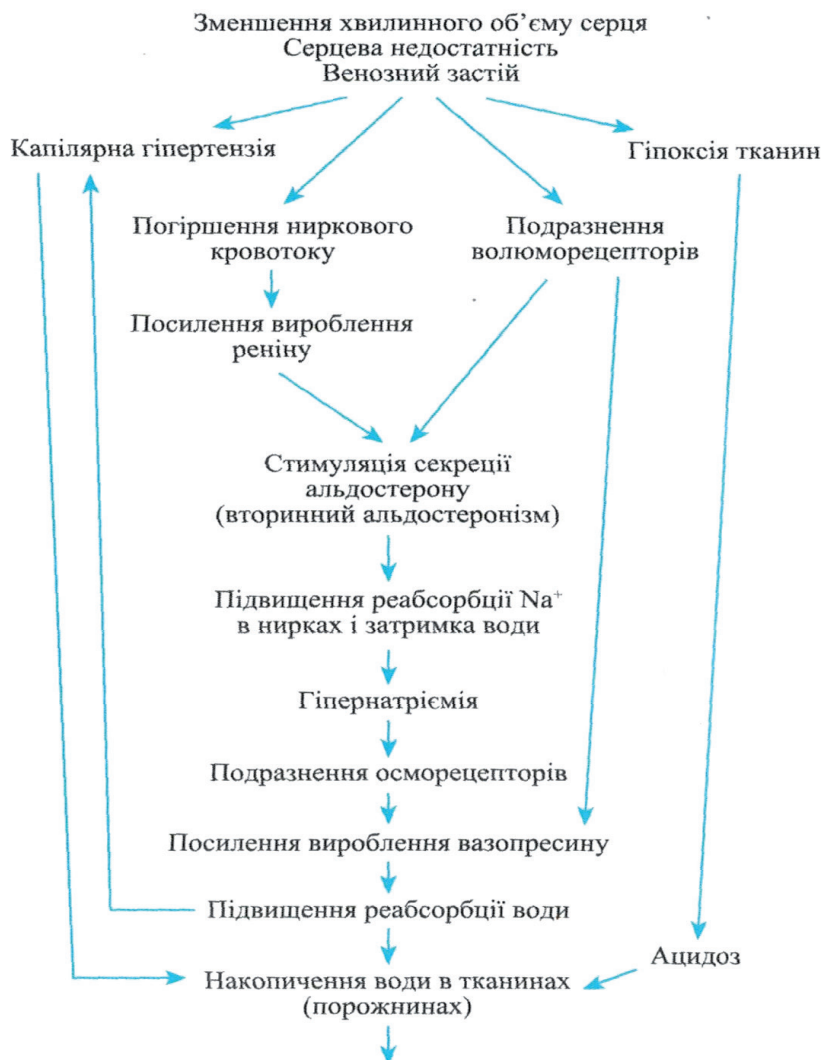 Зменшення хвилинного об’єму серця
Серцева недостатність
Венозний застій
Капілярна гіпертензія
Гіпоксія тканин
Погіршення ниркового
кровотоку
Подразнення
волюморецепторів
Посилення вироблення
реніну
Стимуляція секреції
альдостерону
(вторинний альдостеронізм)
Підвищення реабсорбції Na⁺
в нирках і затримка води
Гіпернатріємія
Подразнення осморецепторів
Посилення вироблення вазопресину
Підвищення реабсорбції води
Ацидоз
Накопичення води в тканинах
(порожнинах)